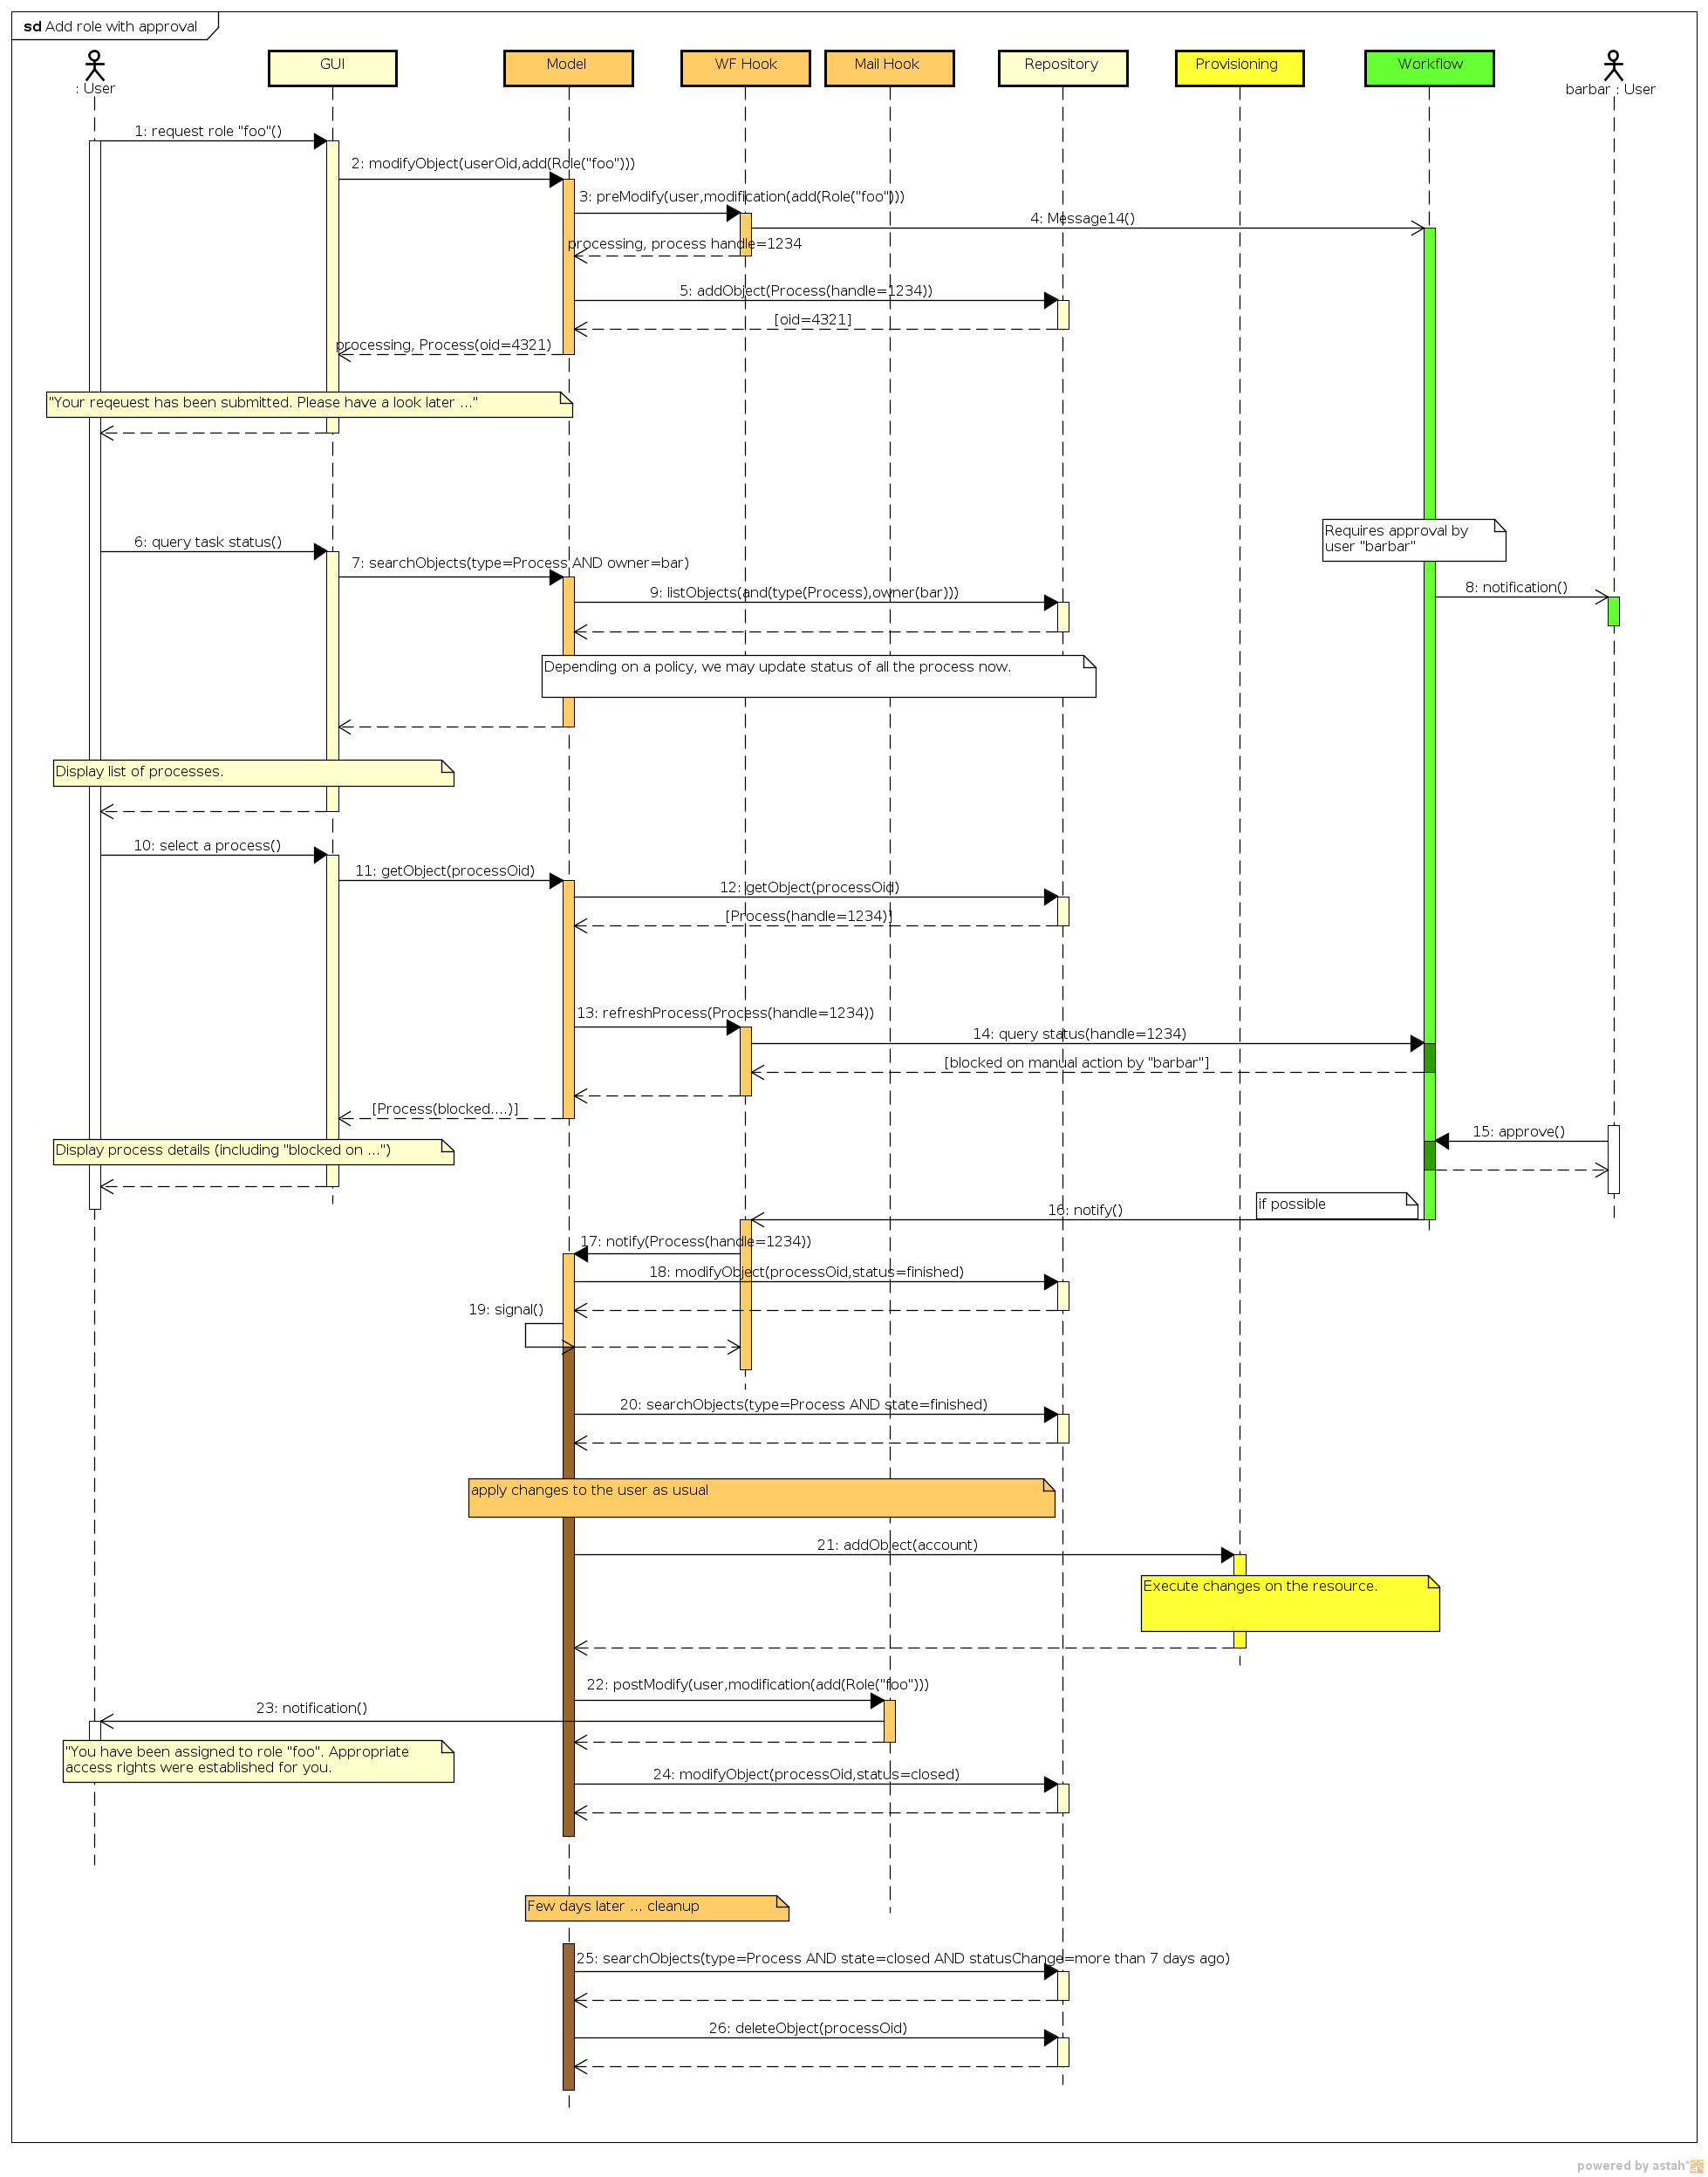 sd Add role with approval
GUI
Model
WF Hook
Mail Hook
Repository
Provisioning
Workflow
: User
barbar : User
1: request role "foo"()
2: modifyObject(userOid,add(Role("foo")))
3: preModify(user,modification(add(Role("foo")))
4: Message14()
processing, process handle=1234
5: addObject(Process(handle=1234))
[oid=4321]
processing, Process(oid=4321)
"Your reqeuest has been submitted. Please have a look later ..."
Requires approval by
user "barbar"
6: query task status()
7: searchObjects(type=Process AND owner=bar)
8: notification()
9: listObjects(and(type(Process),owner(bar)))
Depending on a policy, we may update status of all the process now.
Display list of processes.
10: select a process()
11: getObject(processOid)
12: getObject(processOid)
[Process(handle=1234)]
13: refreshProcess(Process(handle=1234))
14: query status(handle=1234)
[blocked on manual action by "barbar"]
[Process(blocked....)]
15: approve()
Display process details (including "blocked on ...")
if possible
16: notify()
17: notify(Process(handle=1234))
18: modifyObject(processOid,status=finished)
19: signal()
20: searchObjects(type=Process AND state=finished)
apply changes to the user as usual
21: addObject(account)
Execute changes on the resource.
22: postModify(user,modification(add(Role("foo")))
23: notification()
"You have been assigned to role "foo". Appropriate
access rights were established for you.
24: modifyObject(processOid,status=closed)
Few days later ... cleanup
25: searchObjects(type=Process AND state=closed AND statusChange=more than 7 days ago)
26: deleteObject(processOid)
powered by astah*